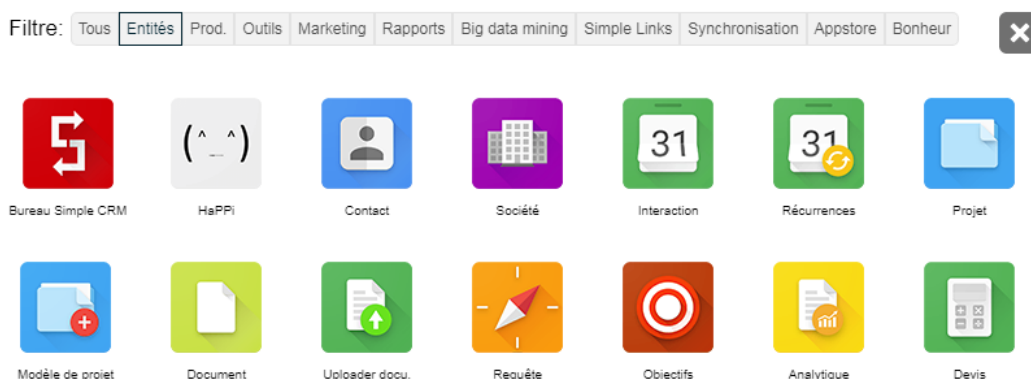 Filtre: Tous Entités Prod. Outils Marketing Rapports Big data mining Simple Links Synchronisation Appstore Bonheur
31 31
Bureau Simple CRM HaPPi Contact Société Interaction Récurrences Projet
Modèle de projet Document Uploader docu. Requête Objectifs Analytique Devis